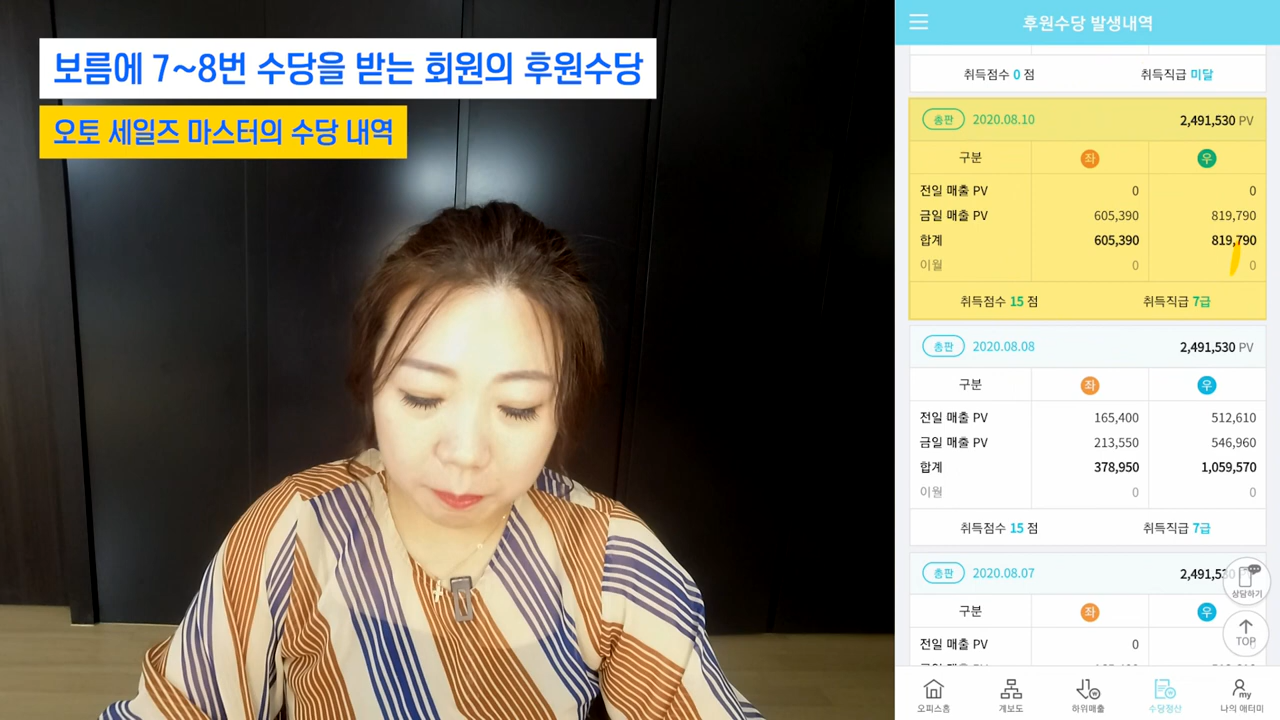 보름에 7~8번 수당을 받는 회원의 후원수당
오토 세일즈 마스터의 수당 내역
후원수당 발생내역
취득점수 0 점 취득직급 미달
총판 2020.08.10 2,491,530 PV
구분 좌 우
전일 매출 PV 0 0
금일 매출 PV 605,390 819,790
합계 605,390 819,790
이월 0 0
취득점수 15 점 취득직급 7급
총판 2020.08.08 2,491,530 PV
구분 좌 우
전일 매출 PV 165,400 512,610
금일 매출 PV 213,550 546,960
합계 378,950 1,059,570
이월 0 0
취득점수 15 점 취득직급 7급
총판 2020.08.07 2,491,530
상담하기
구분 좌 우
TOP
전일 매출 PV 0
오피스홈 계보도 하위매출 수당정산 나의 애터미
my